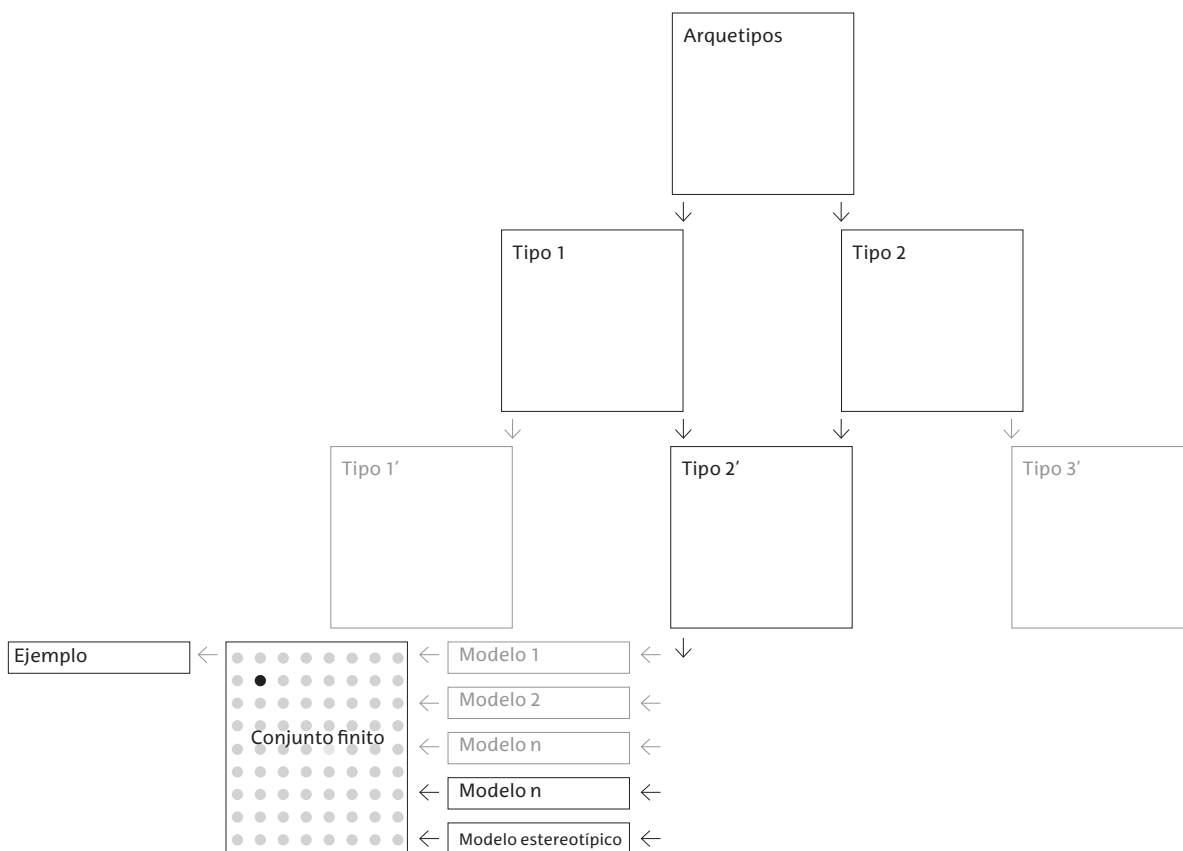 Arquetipos
Tipo 1
Tipo 2
Tipo 1′
Tipo 2′
Tipo 3′
Ejemplo
Conjunto finito
Modelo 1
Modelo 2
Modelo n
Modelo n
Modelo estereotípico